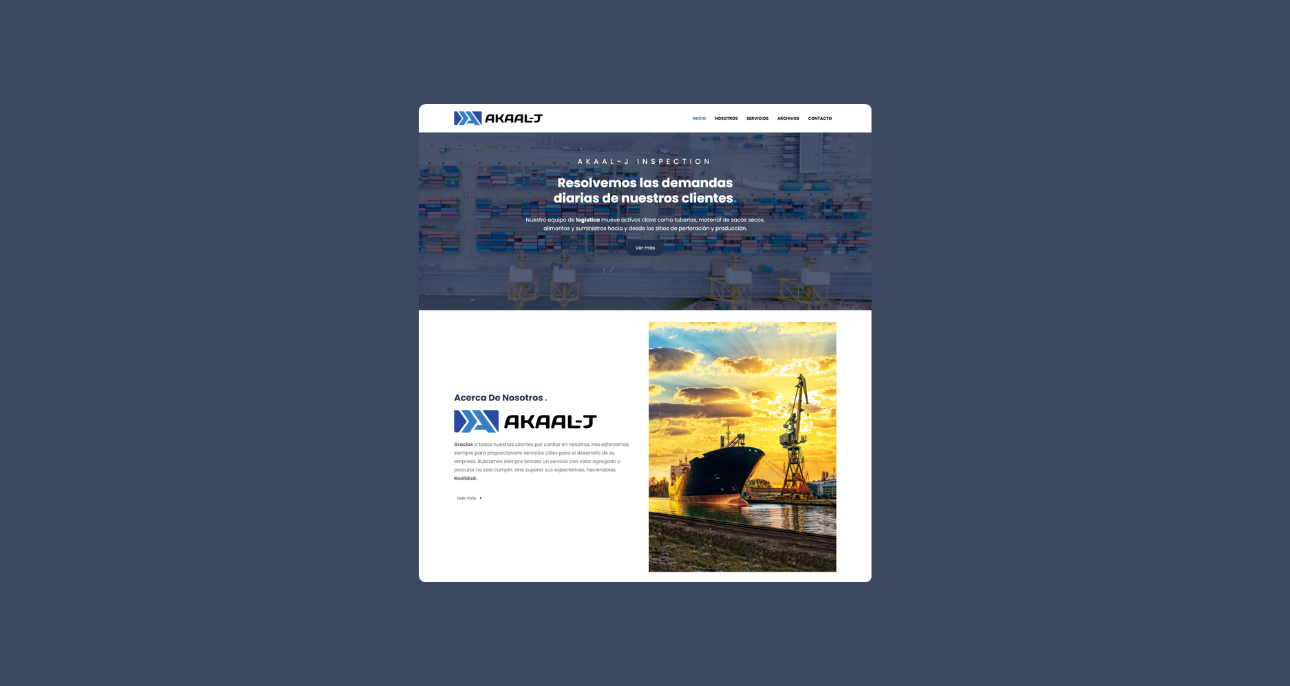 AKAAL-J
INICIO NOSOTROS SERVICIOS ARCHIVOS CONTACTO
AKAAL-J INSPECTION
Resolvemos las demandas
diarias de nuestros clientes.
Nuestro equipo de logística mueve activos clave como tuberías, material de sacos secos,
alimentos y suministros hacia y desde los sitios de perforación y producción.
Ver más
Acerca De Nosotros .
AKAAL-J
Gracias a todos nuestros clientes por confiar en nosotros, nos esforzamos
siempre para proporcionarle servicios útiles para el desarrollo de su
empresa. Buscamos siempre brindar un servicio con valor agregado y
procurar no solo cumplir, sino superar sus expectativas, haciéndolas
Realidad.
Leer más